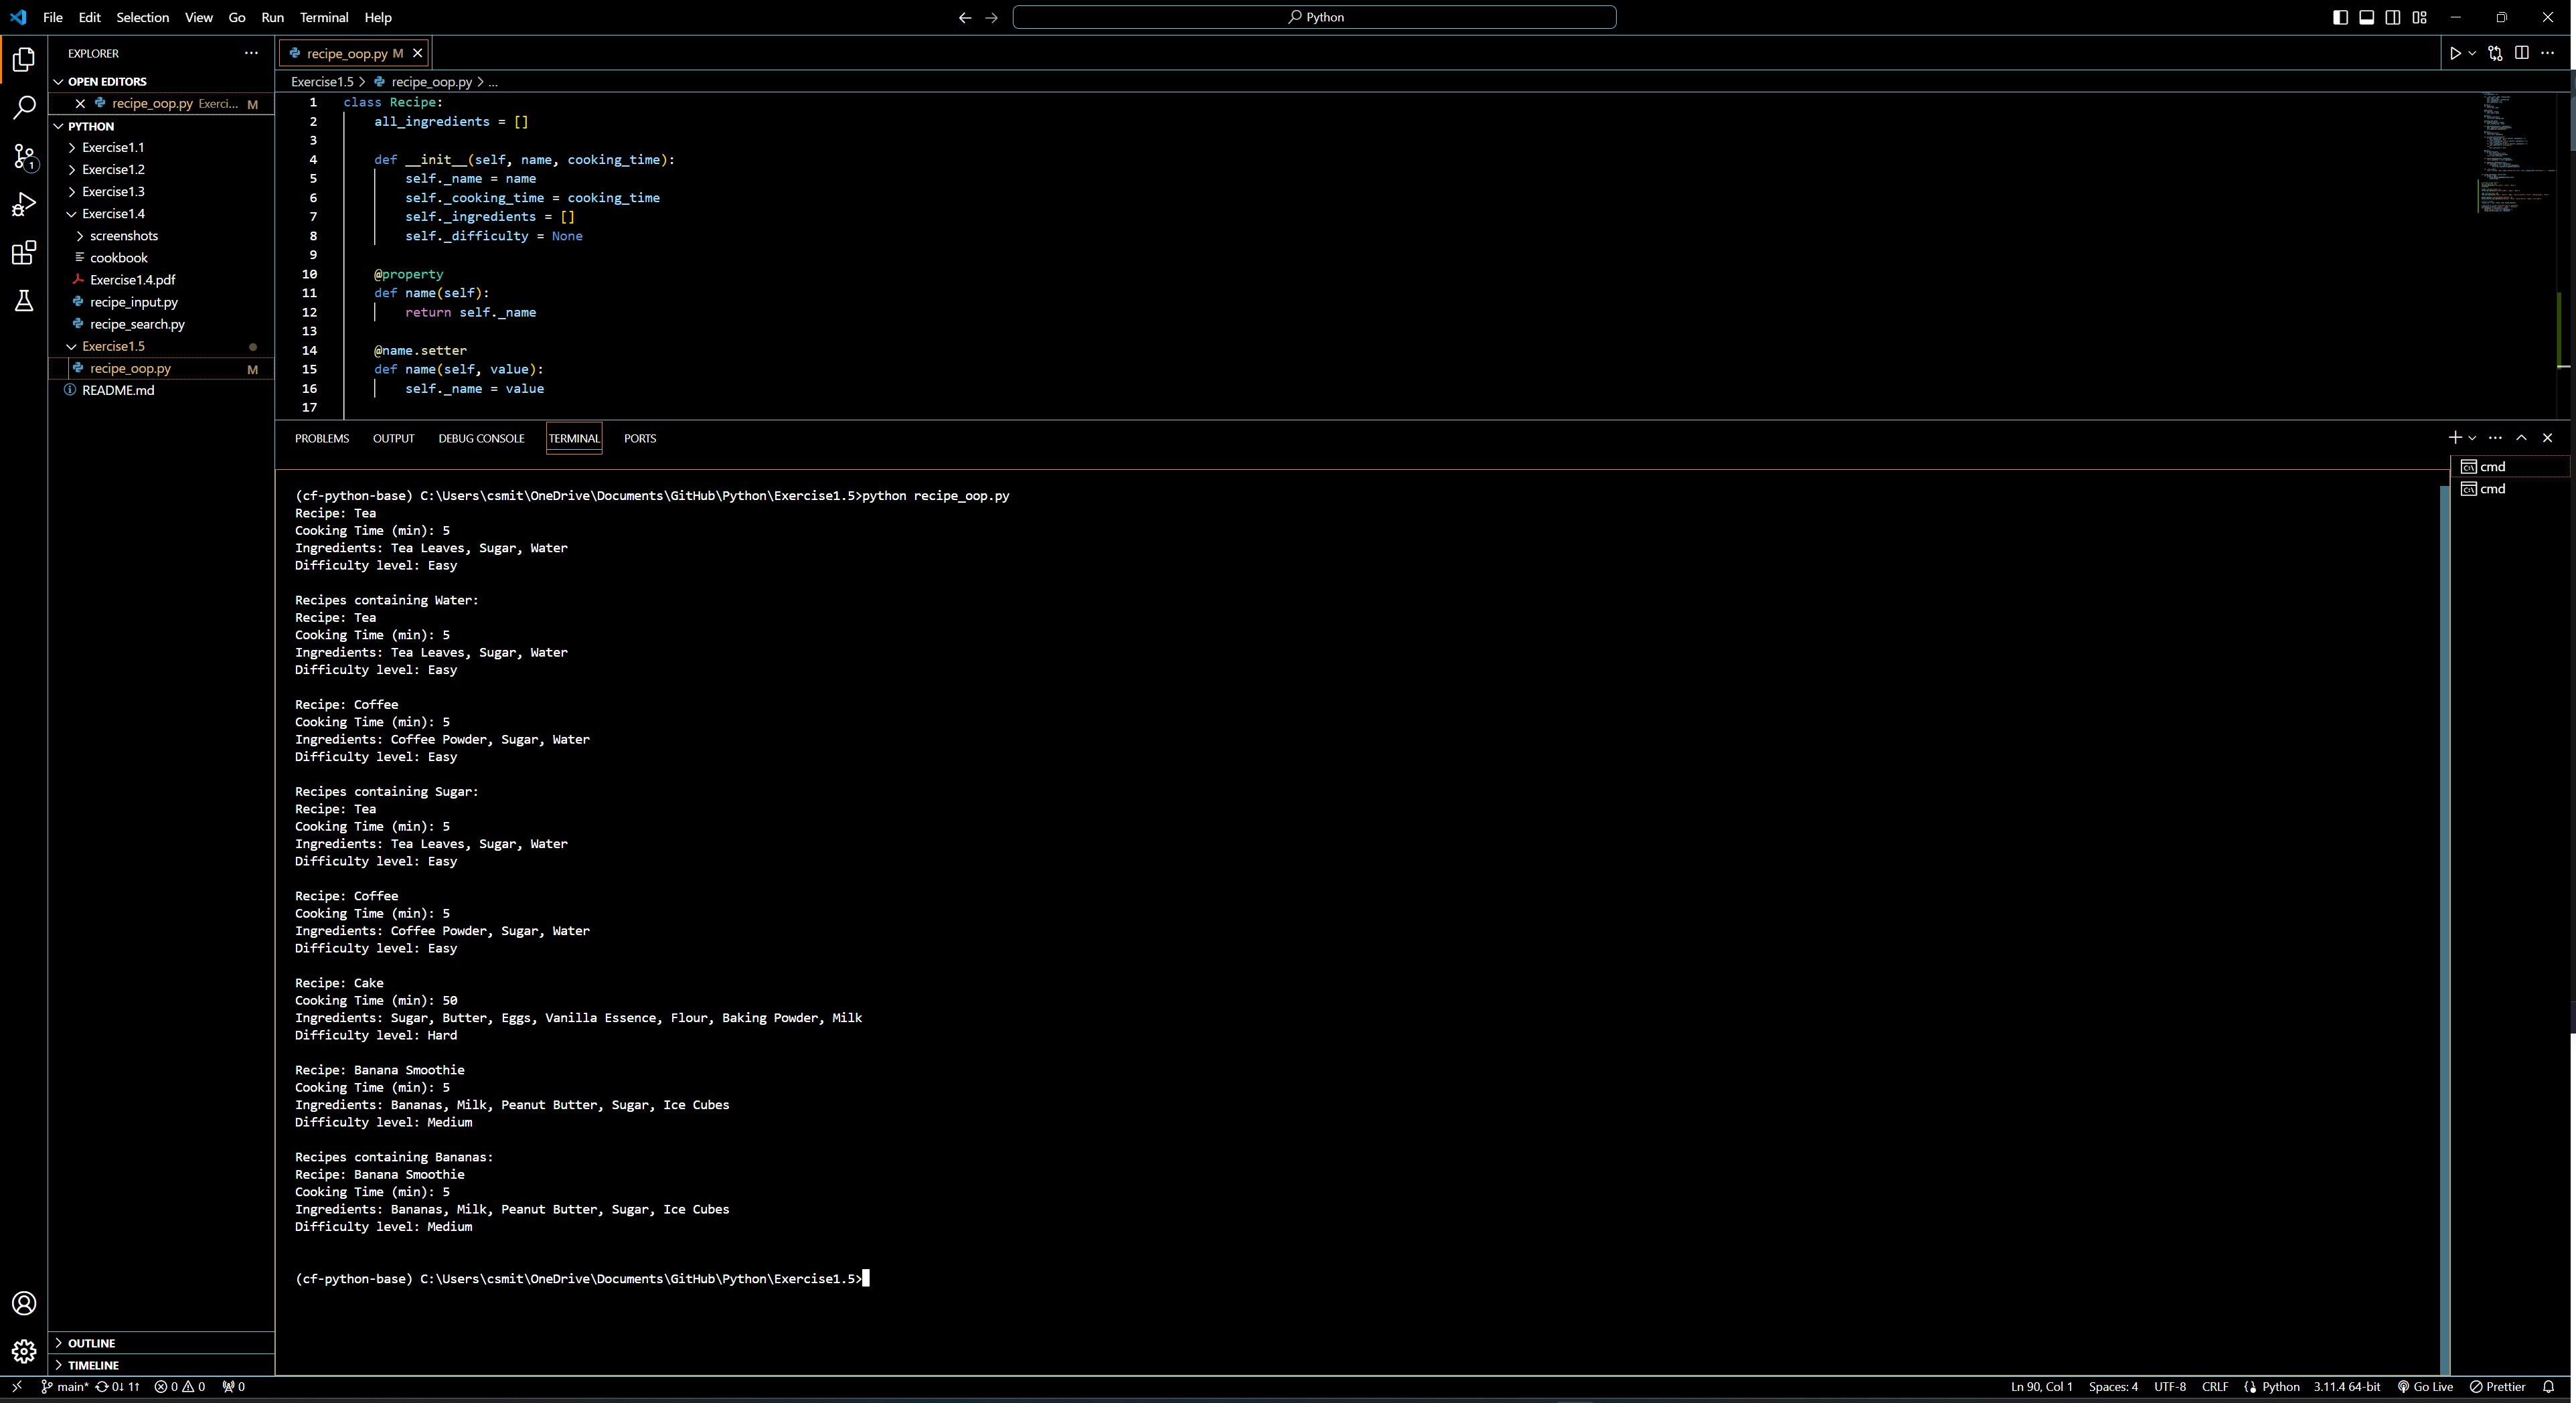 File Edit Selection View Go Run Terminal Help
Python
EXPLORER
OPEN EDITORS
recipe_oop.py Exerci... M
PYTHON
Exercise1.1
Exercise1.2
Exercise1.3
Exercise1.4
screenshots
cookbook
Exercise1.4.pdf
recipe_input.py
recipe_search.py
Exercise1.5
recipe_oop.py M
README.md
OUTLINE
TIMELINE
recipe_oop.py M
Exercise1.5 > recipe_oop.py > ...
1 class Recipe:
2 all_ingredients = []
3
4 def __init__(self, name, cooking_time):
5 self._name = name
6 self._cooking_time = cooking_time
7 self._ingredients = []
8 self._difficulty = None
9
10 @property
11 def name(self):
12 return self._name
13
14 @name.setter
15 def name(self, value):
16 self._name = value
17
PROBLEMS OUTPUT DEBUG CONSOLE TERMINAL PORTS
cmd
cmd
(cf-python-base) C:\Users\csmit\OneDrive\Documents\GitHub\Python\Exercise1.5>python recipe_oop.py
Recipe: Tea
Cooking Time (min): 5
Ingredients: Tea Leaves, Sugar, Water
Difficulty level: Easy
Recipes containing Water:
Recipe: Tea
Cooking Time (min): 5
Ingredients: Tea Leaves, Sugar, Water
Difficulty level: Easy
Recipe: Coffee
Cooking Time (min): 5
Ingredients: Coffee Powder, Sugar, Water
Difficulty level: Easy
Recipes containing Sugar:
Recipe: Tea
Cooking Time (min): 5
Ingredients: Tea Leaves, Sugar, Water
Difficulty level: Easy
Recipe: Coffee
Cooking Time (min): 5
Ingredients: Coffee Powder, Sugar, Water
Difficulty level: Easy
Recipe: Cake
Cooking Time (min): 50
Ingredients: Sugar, Butter, Eggs, Vanilla Essence, Flour, Baking Powder, Milk
Difficulty level: Hard
Recipe: Banana Smoothie
Cooking Time (min): 5
Ingredients: Bananas, Milk, Peanut Butter, Sugar, Ice Cubes
Difficulty level: Medium
Recipes containing Bananas:
Recipe: Banana Smoothie
Cooking Time (min): 5
Ingredients: Bananas, Milk, Peanut Butter, Sugar, Ice Cubes
Difficulty level: Medium
(cf-python-base) C:\Users\csmit\OneDrive\Documents\GitHub\Python\Exercise1.5>
main* 0↓ 1↑ 0 0 0
Ln 90, Col 1 Spaces: 4 UTF-8 CRLF Python 3.11.4 64-bit Go Live Prettier